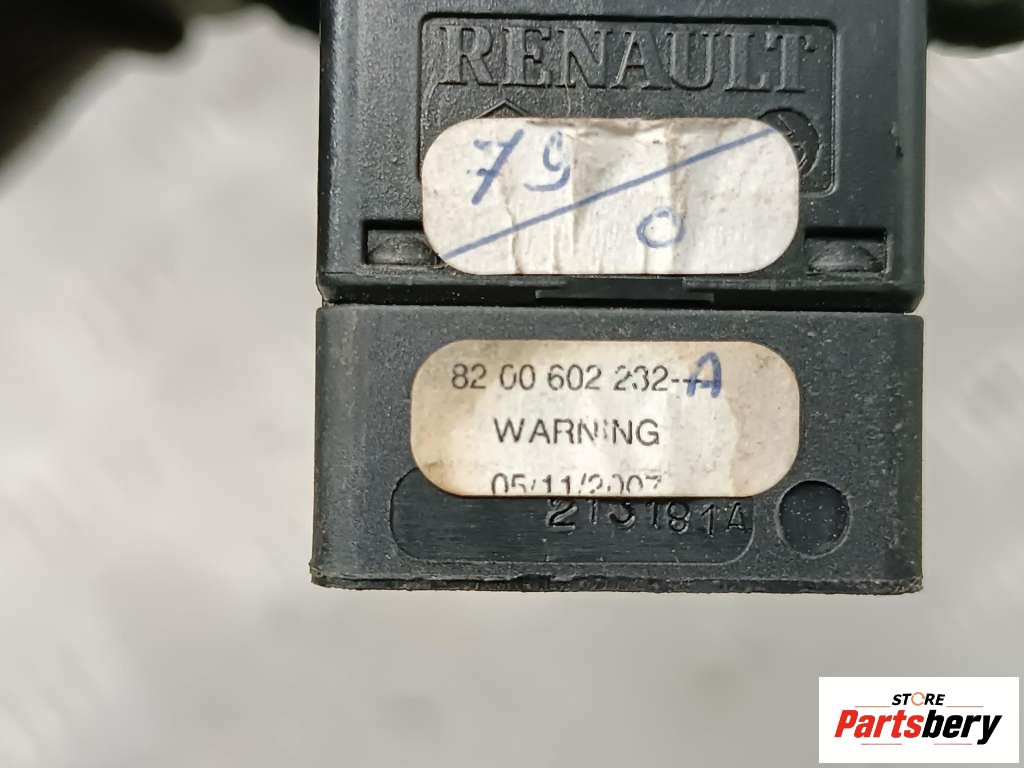 RENAULT
79
0
82 00 602 232--A
WARNING
05/11/2007
213181A
STORE
Partsbery